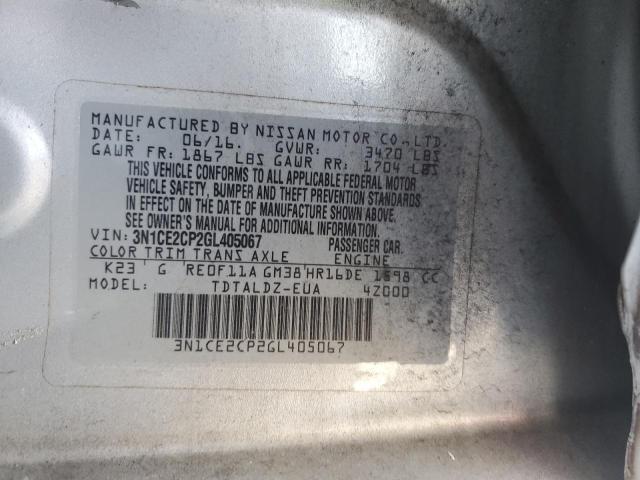 MANUFACTURED BY NISSAN MOTOR CO., LTD.
DATE: 06/16. GVWR: 3470 LBS
GAWR FR: 1867 LBS GAWR RR: 1704 LBS
THIS VEHICLE CONFORMS TO ALL APPLICABLE FEDERAL MOTOR
VEHICLE SAFETY, BUMPER AND THEFT PREVENTION STANDARDS
IN EFFECT ON THE DATE OF MANUFACTURE SHOWN ABOVE.
SEE OWNER'S MANUAL FOR ADDITIONAL INFORMATION.
VIN: 3N1CE2CP2GL405067 PASSENGER CAR.
COLOR TRIM TRANS AXLE ENGINE
K23 G RE0F11A GM38 HR16DE 1598 CC
MODEL: TDTALDZ-EUA 4Z000
3N1CE2CP2GL405067